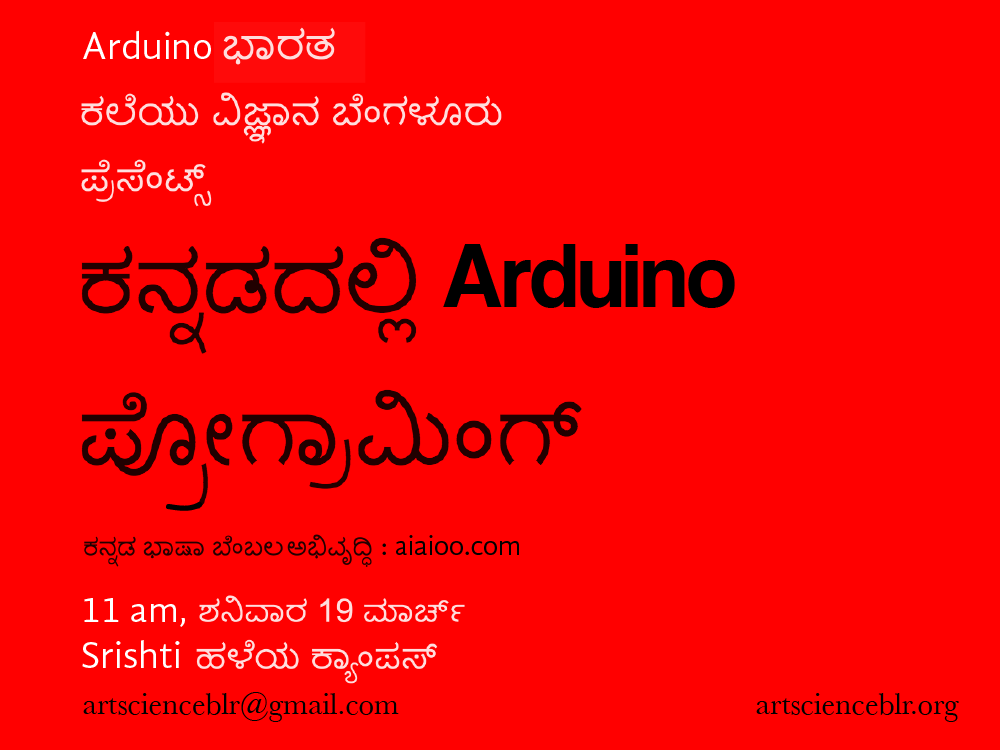 Arduino ಭಾರತ
ಕಲೆಯು ವಿಜ್ಞಾನ ಬೆಂಗಳೂರು
ಪ್ರೆಸೆಂಟ್ಸ್
ಕನ್ನಡದಲ್ಲಿ Arduino
ಪ್ರೋಗ್ರಾಮಿಂಗ್
ಕನ್ನಡ ಭಾಷಾ ಬೆಂಬಲ ಅಭಿವೃದ್ಧಿ : aiaioo.com
11 am, ಶನಿವಾರ 19 ಮಾರ್ಚ್
Srishti ಹಳೆಯ ಕ್ಯಾಂಪಸ್
artscienceblr@gmail.com artscienceblr.org